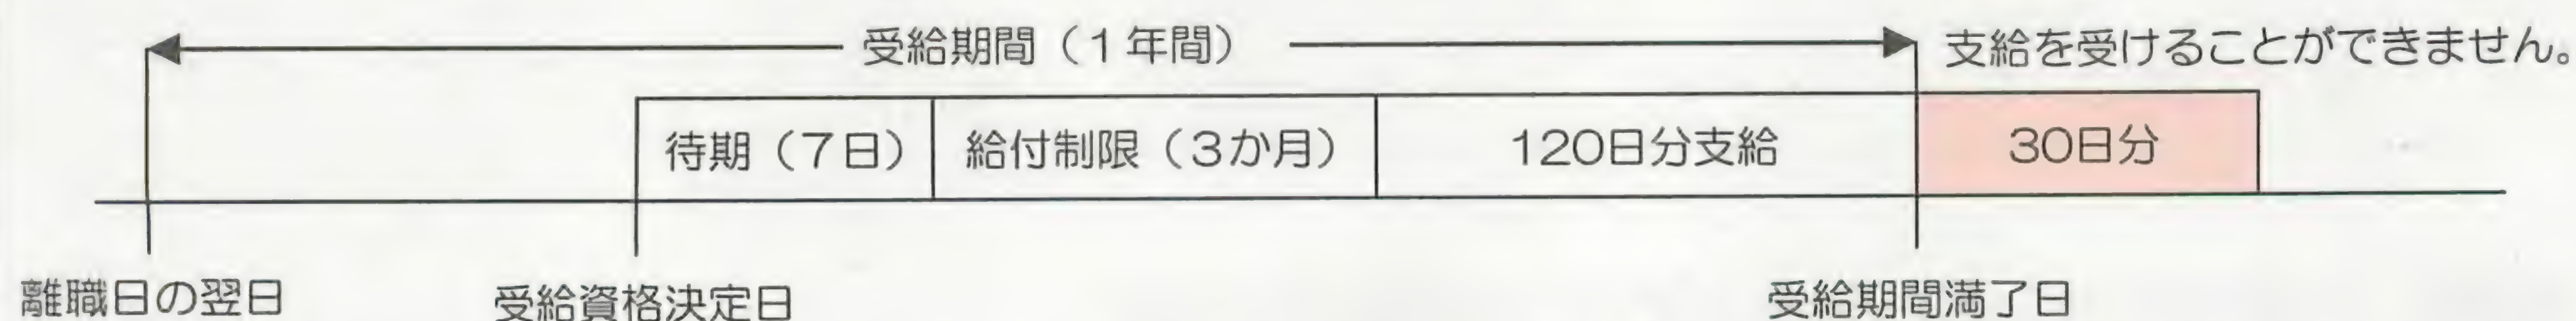 受給期間（１年間）
支給を受けることができません。
待期（７日）
給付制限（３か月）
120日分支給
30日分
離職日の翌日
受給資格決定日
受給期間満了日